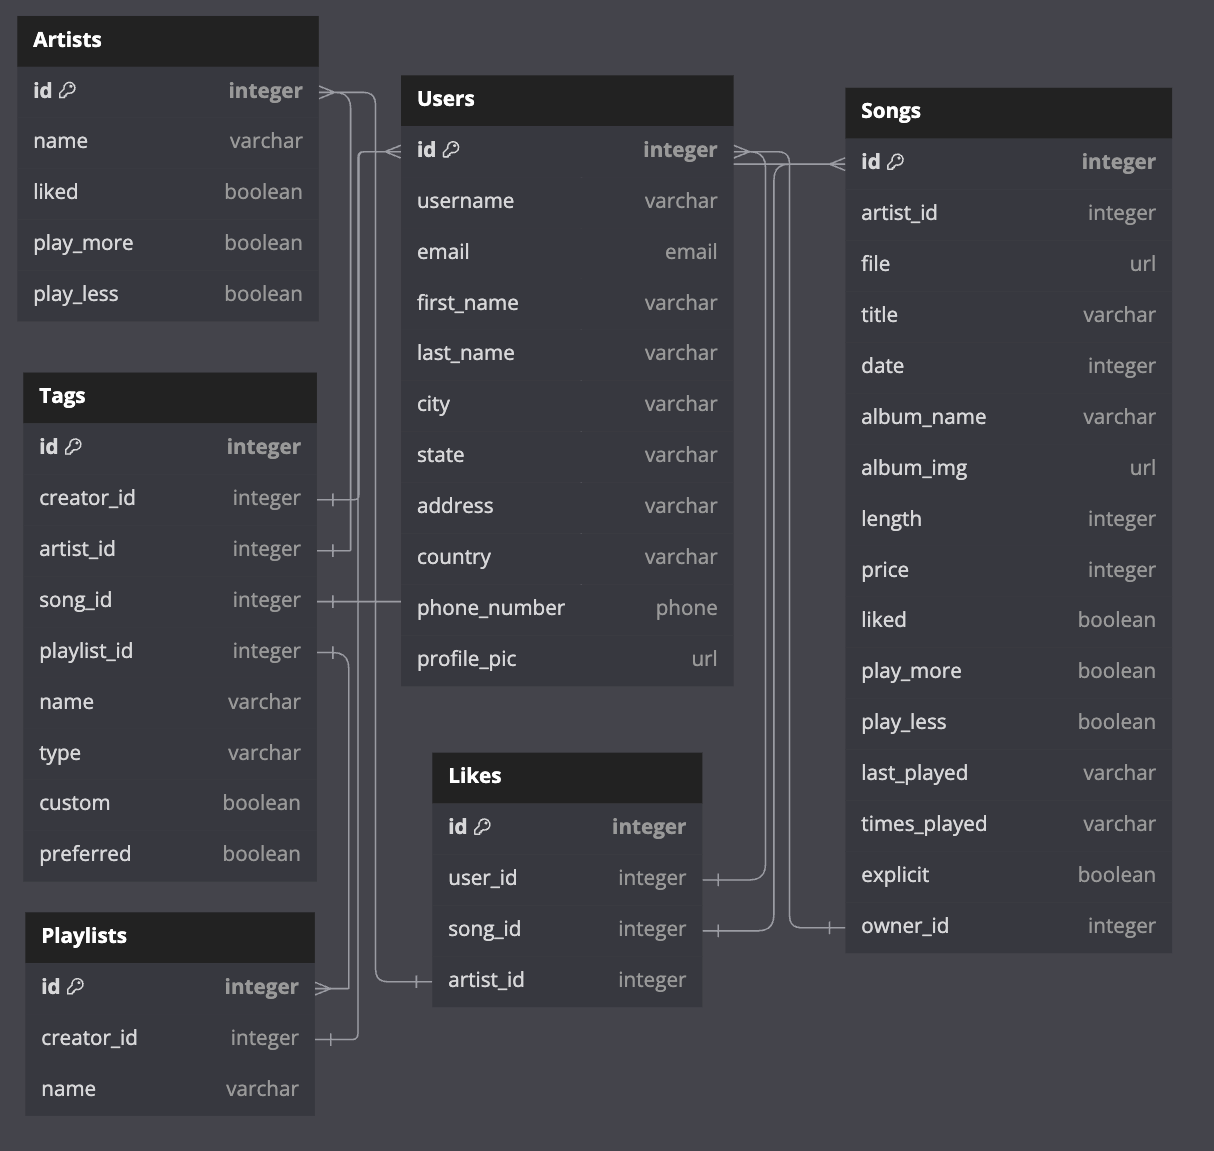 Artists
id integer
name varchar
liked boolean
play_more boolean
play_less boolean
Tags
id integer
creator_id integer
artist_id integer
song_id integer
playlist_id integer
name varchar
type varchar
custom boolean
preferred boolean
Playlists
id integer
creator_id integer
name varchar
Users
id integer
username varchar
email email
first_name varchar
last_name varchar
city varchar
state varchar
address varchar
country varchar
phone_number phone
profile_pic url
Likes
id integer
user_id integer
song_id integer
artist_id integer
Songs
id integer
artist_id integer
file url
title varchar
date integer
album_name varchar
album_img url
length integer
price integer
liked boolean
play_more boolean
play_less boolean
last_played varchar
times_played varchar
explicit boolean
owner_id integer